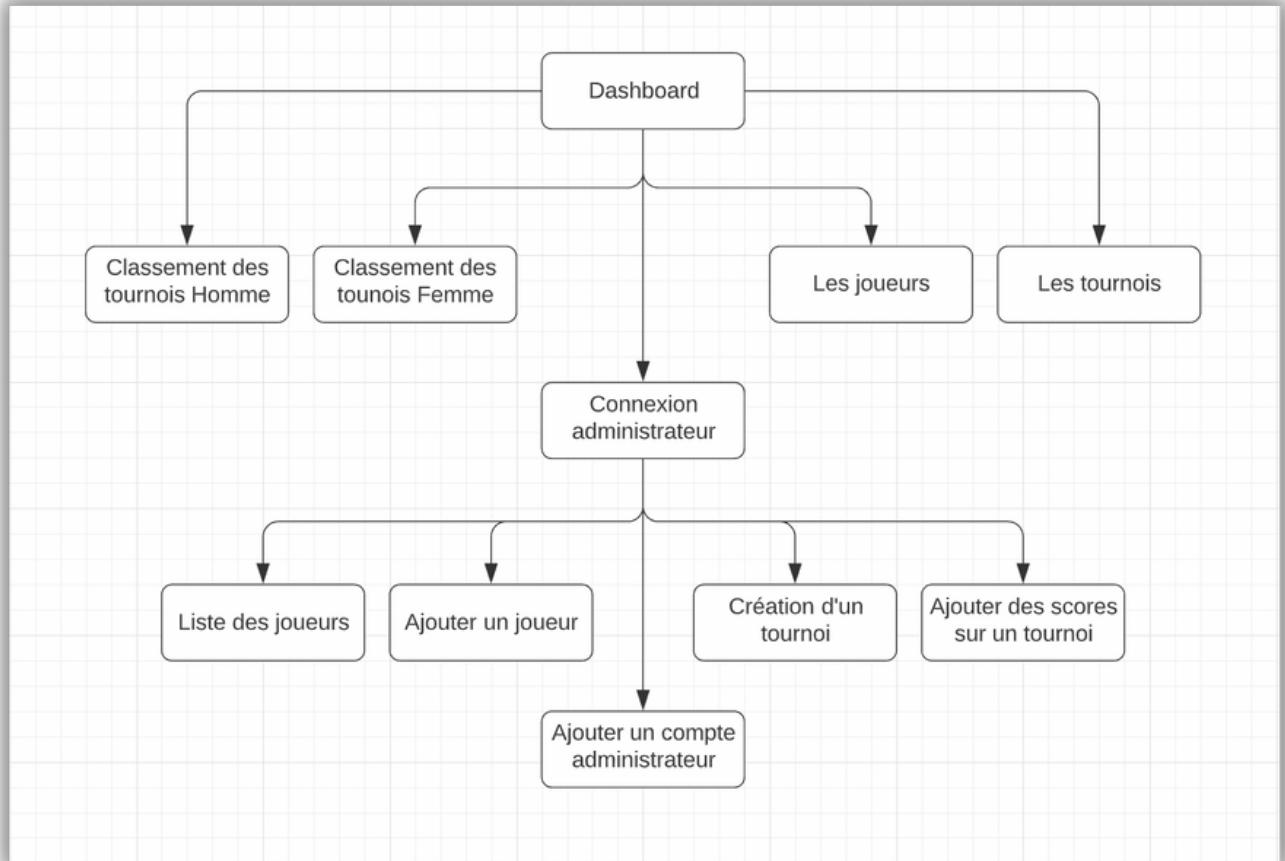 Dashboard
Classement des
tournois Homme
Classement des
tounois Femme
Les joueurs
Les tournois
Connexion
administrateur
Liste des joueurs
Ajouter un joueur
Création d'un
tournoi
Ajouter des scores
sur un tournoi
Ajouter un compte
administrateur